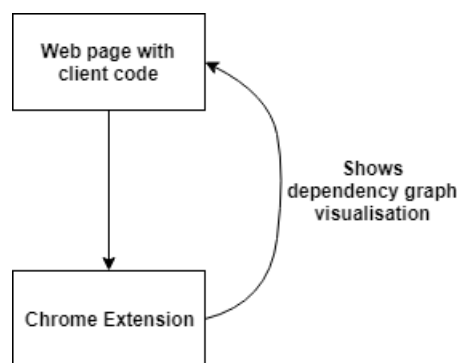 Web page with
client code
Shows
dependency graph
visualisation
Chrome Extension